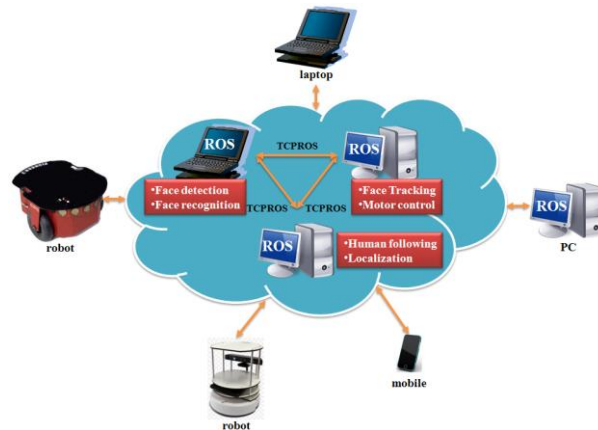 laptop
ROS
TCPROS
ROS
•Face detection
•Face recognition
•Face Tracking
•Motor control
TCPROS
TCPROS
robot
ROS
•Human following
•Localization
ROS
PC
robot
mobile